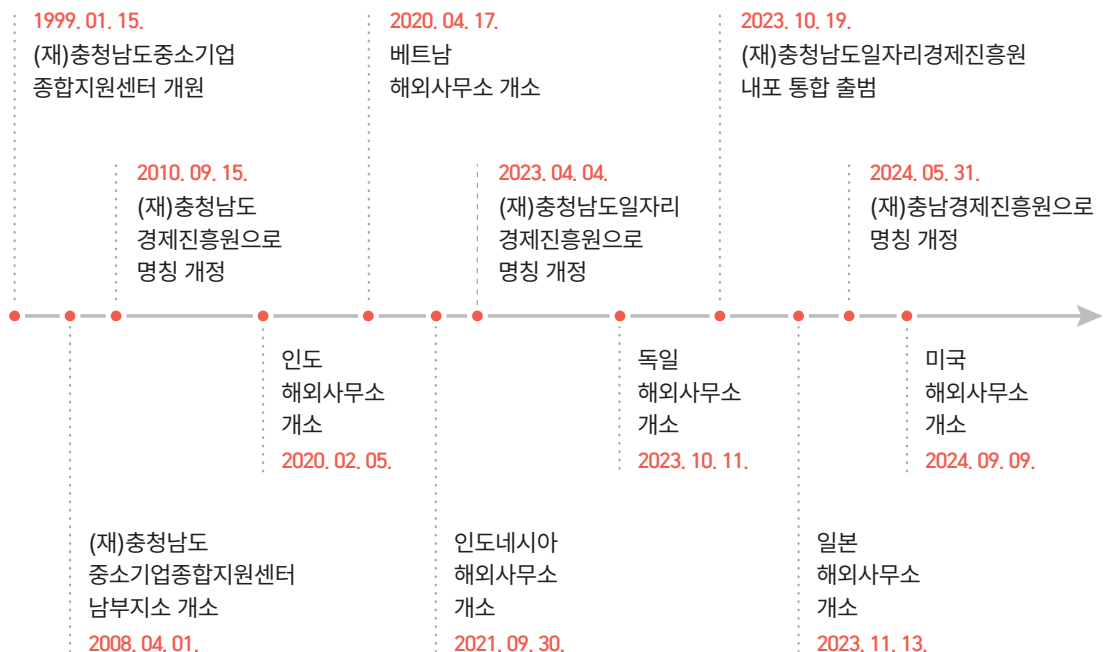 1999. 01. 15.
(재)충청남도중소기업
종합지원센터 개원
2020. 04. 17.
베트남
해외사무소 개소
2023. 10. 19.
(재)충청남도일자리경제진흥원
내포 통합 출범
2010. 09. 15.
(재)충청남도
경제진흥원으로
명칭 개정
2023. 04. 04.
(재)충청남도일자리
경제진흥원으로
명칭 개정
2024. 05. 31.
(재)충남경제진흥원으로
명칭 개정
인도
해외사무소
개소
2020. 02. 05.
독일
해외사무소
개소
2023. 10. 11.
미국
해외사무소
개소
2024. 09. 09.
(재)충청남도
중소기업종합지원센터
남부지소 개소
2008. 04. 01.
인도네시아
해외사무소
개소
2021. 09. 30.
일본
해외사무소
개소
2023. 11. 13.